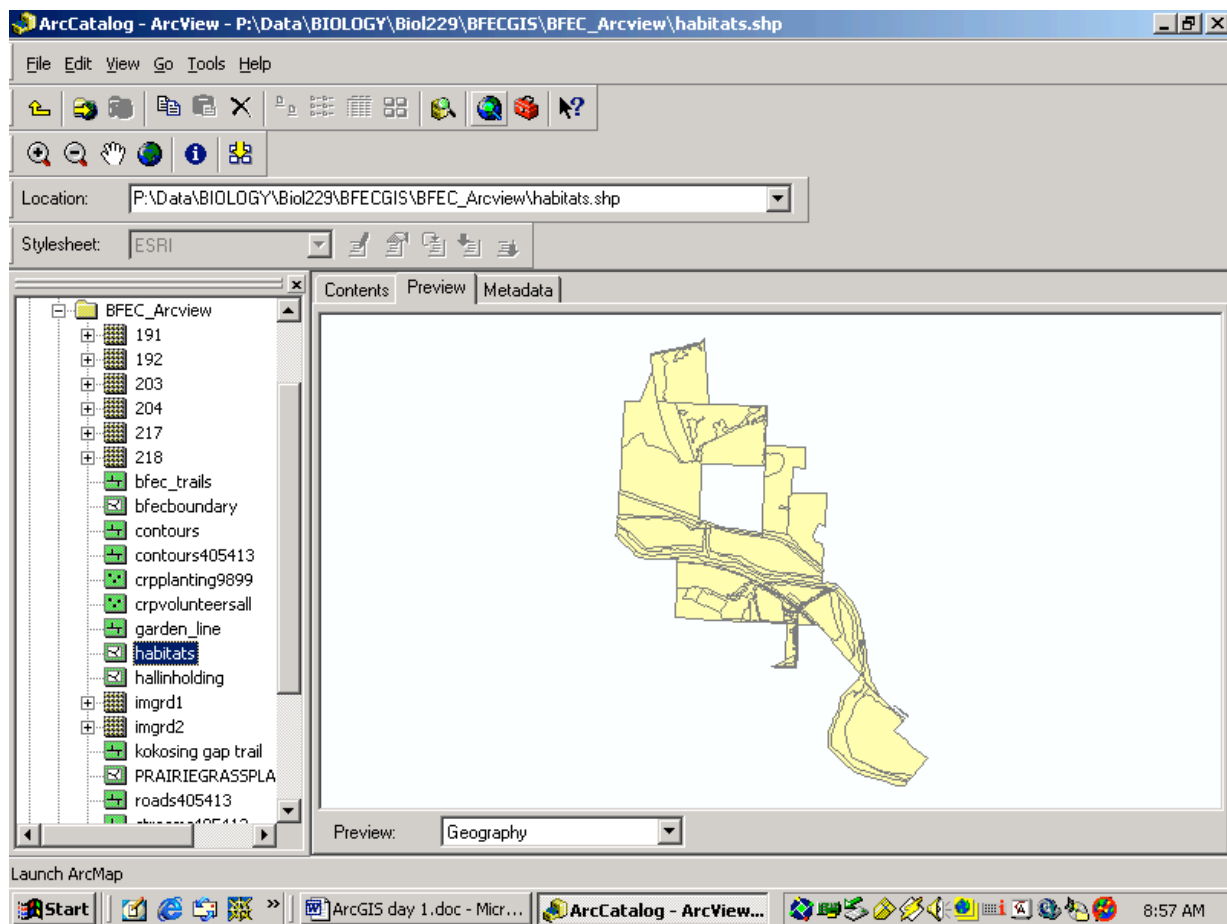 ArcCatalog - ArcView - P:\Data\BIOLOGY\Biol229\BFECGIS\BFEC_Arcview\habitats.shp
File Edit View Go Tools Help
Location: P:\Data\BIOLOGY\Biol229\BFECGIS\BFEC_Arcview\habitats.shp
Stylesheet: ESRI
Contents Preview Metadata
BFEC_Arcview
191
192
203
204
217
218
bfec_trails
bfecboundary
contours
contours405413
crpplanting9899
crpvolunteersall
garden_line
habitats
hallinholding
imgrd1
imgrd2
kokosing gap trail
PRAIRIEGRASSPLA
roads405413
Preview: Geography
Launch ArcMap
Start » ArcGIS day 1.doc - Micr... ArcCatalog - ArcView... 8:57 AM